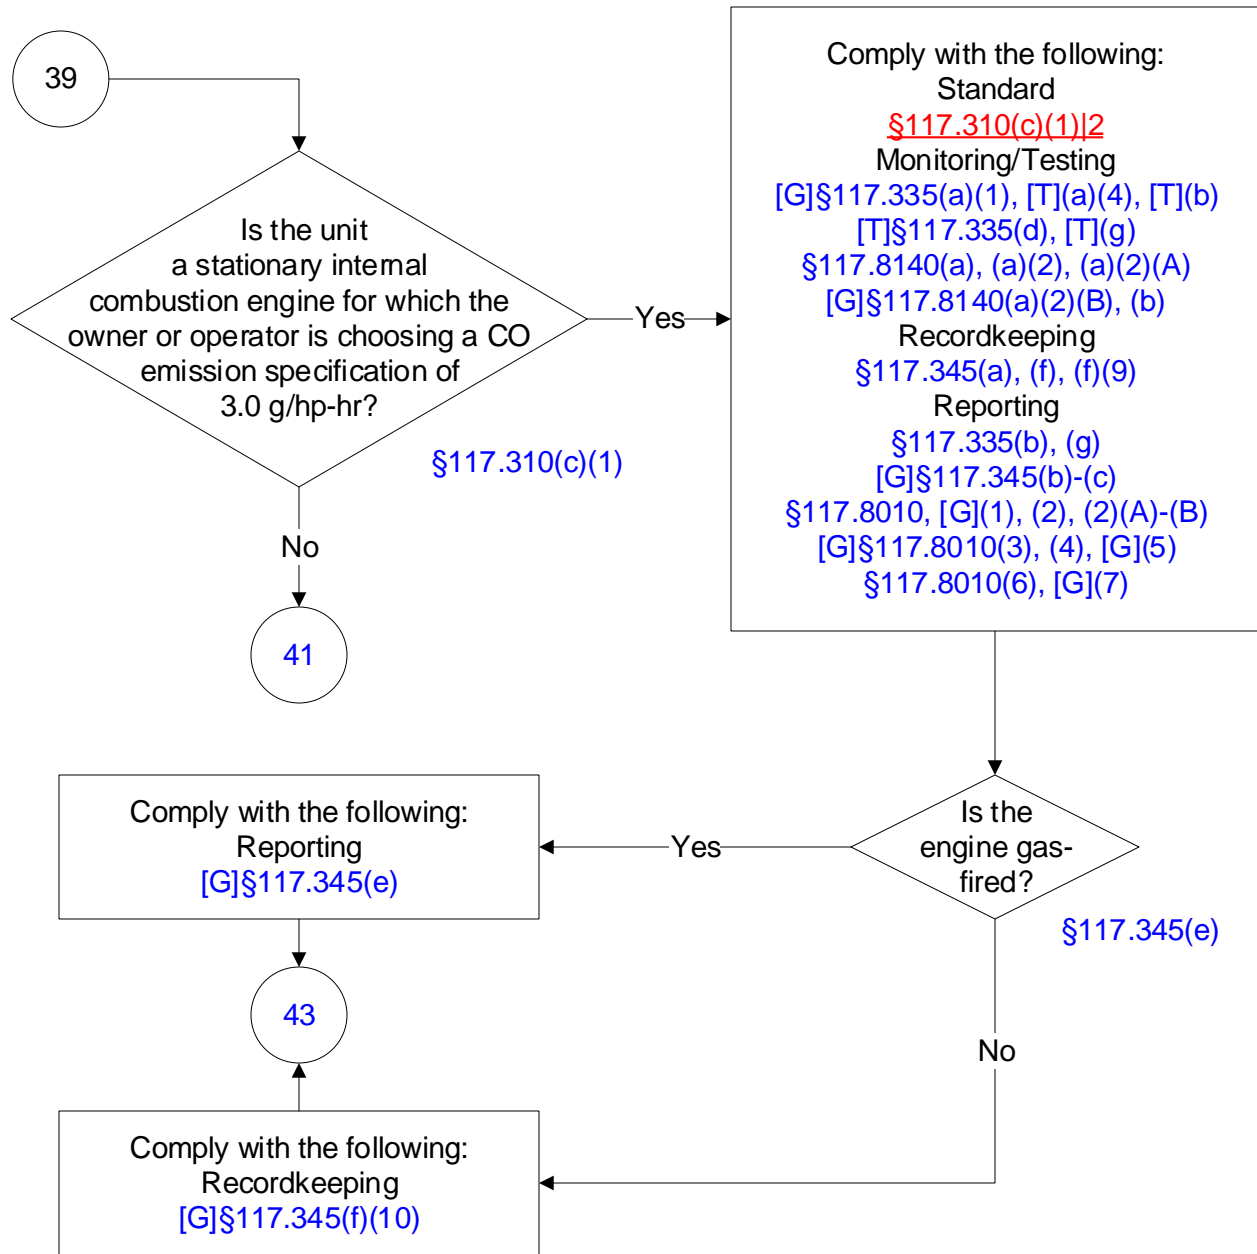 39
Is the unit
a stationary internal
combustion engine for which the
owner or operator is choosing a CO
emission specification of
3.0 g/hp-hr?
§117.310(c)(1)
Yes
No
41
Comply with the following:
Standard
§117.310(c)(1)|2
Monitoring/Testing
[G]§117.335(a)(1), [T](a)(4), [T](b)
[T]§117.335(d), [T](g)
§117.8140(a), (a)(2), (a)(2)(A)
[G]§117.8140(a)(2)(B), (b)
Recordkeeping
§117.345(a), (f), (f)(9)
Reporting
§117.335(b), (g)
[G]§117.345(b)-(c)
§117.8010, [G](1), (2), (2)(A)-(B)
[G]§117.8010(3), (4), [G](5)
§117.8010(6), [G](7)
Is the
engine gas-
fired?
§117.345(e)
Yes
Comply with the following:
Reporting
[G]§117.345(e)
43
No
Comply with the following:
Recordkeeping
[G]§117.345(f)(10)